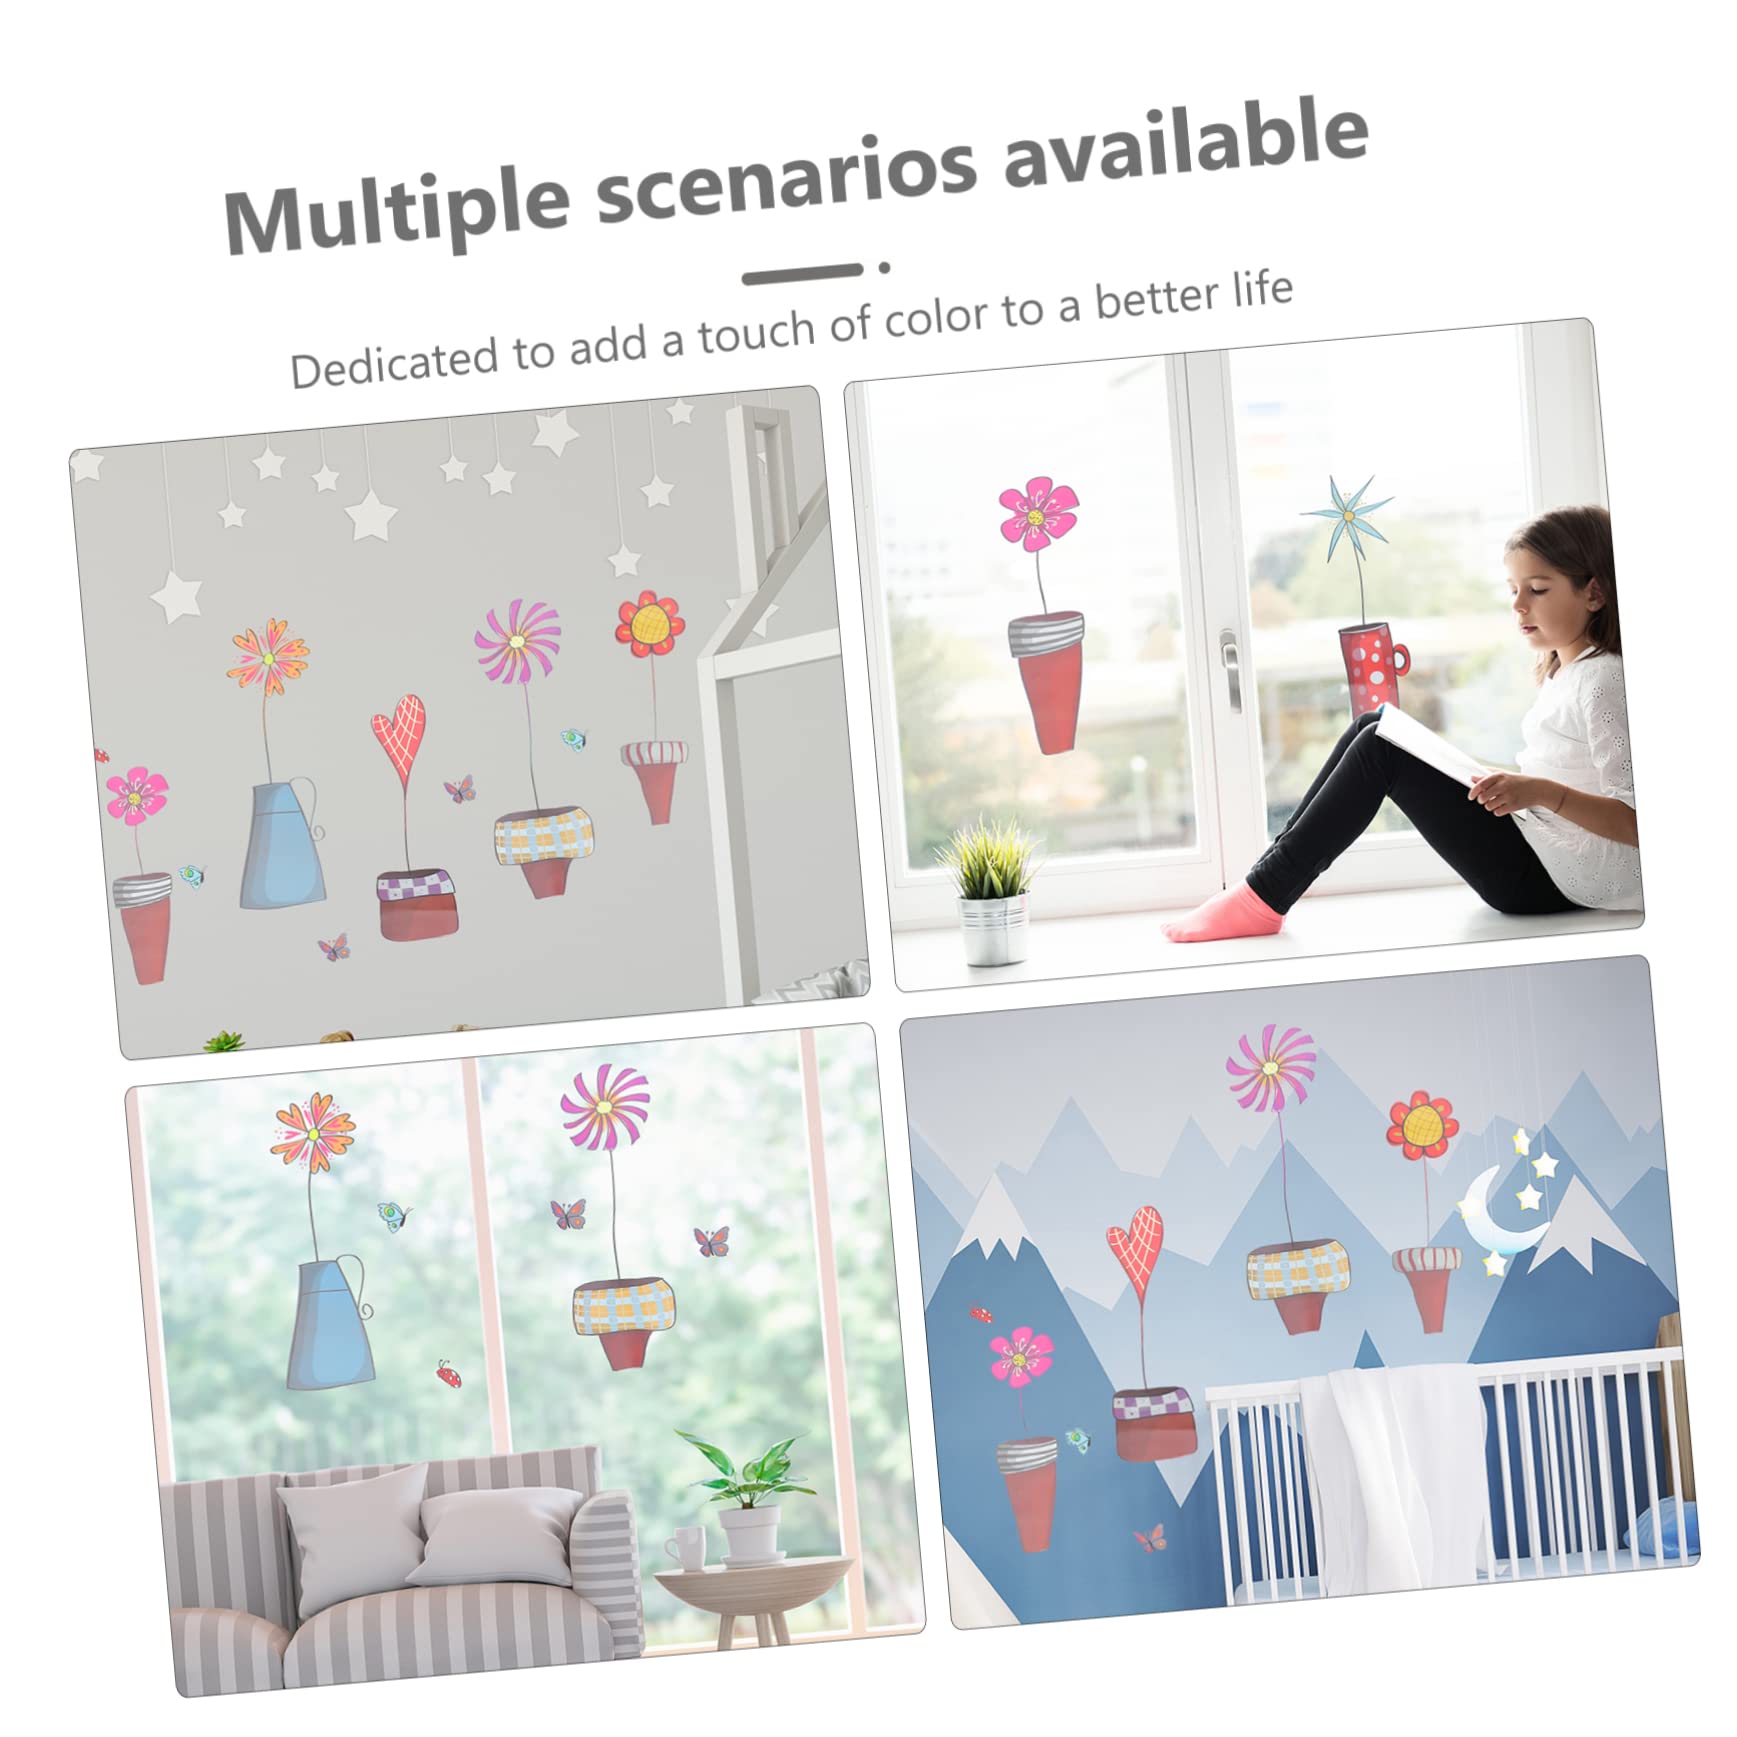 Multiple scenarios available
Dedicated to add a touch of color to a better life